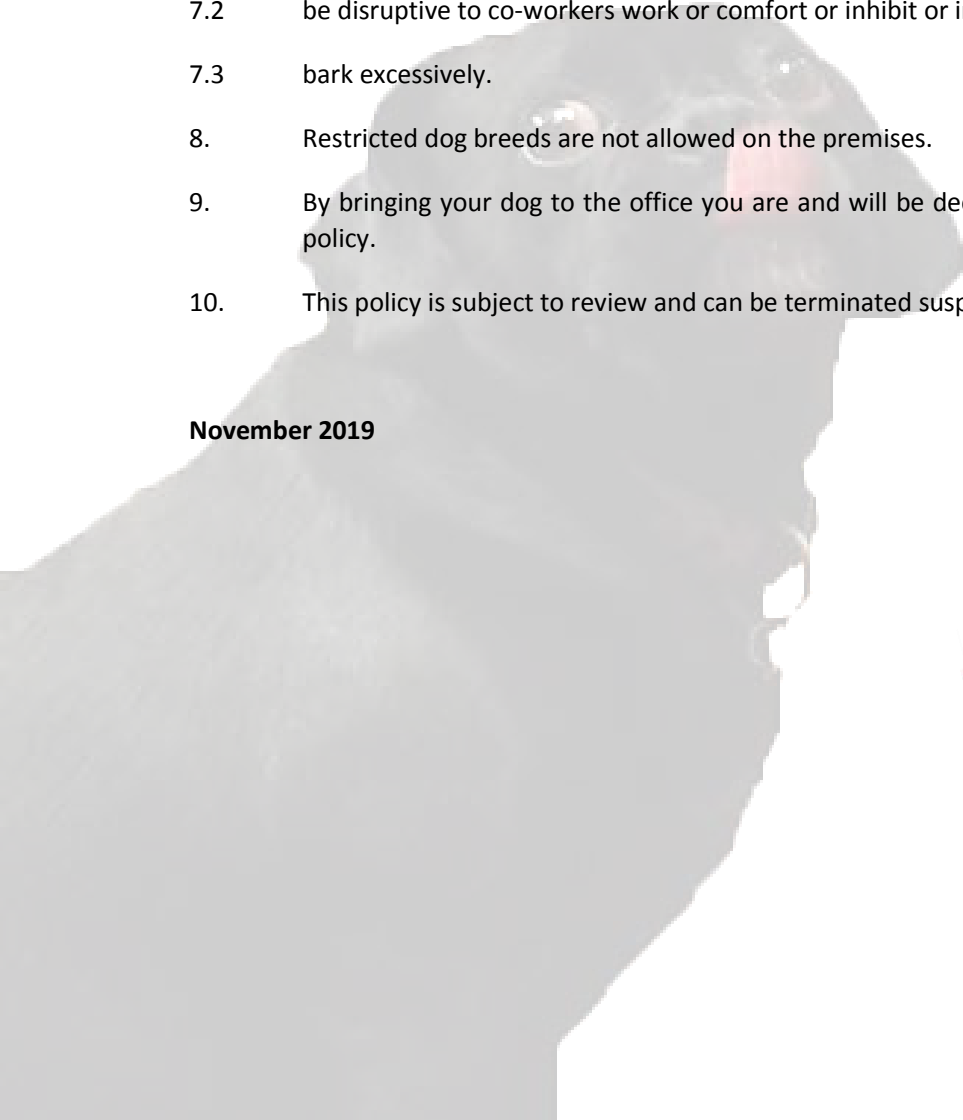 7.2 be disruptive to co-workers work or comfort or inhibit or
7.3 bark excessively.
8. Restricted dog breeds are not allowed on the premises.
9. By bringing your dog to the office you are and will be
policy.
10. This policy is subject to review and can be terminated
November 2019